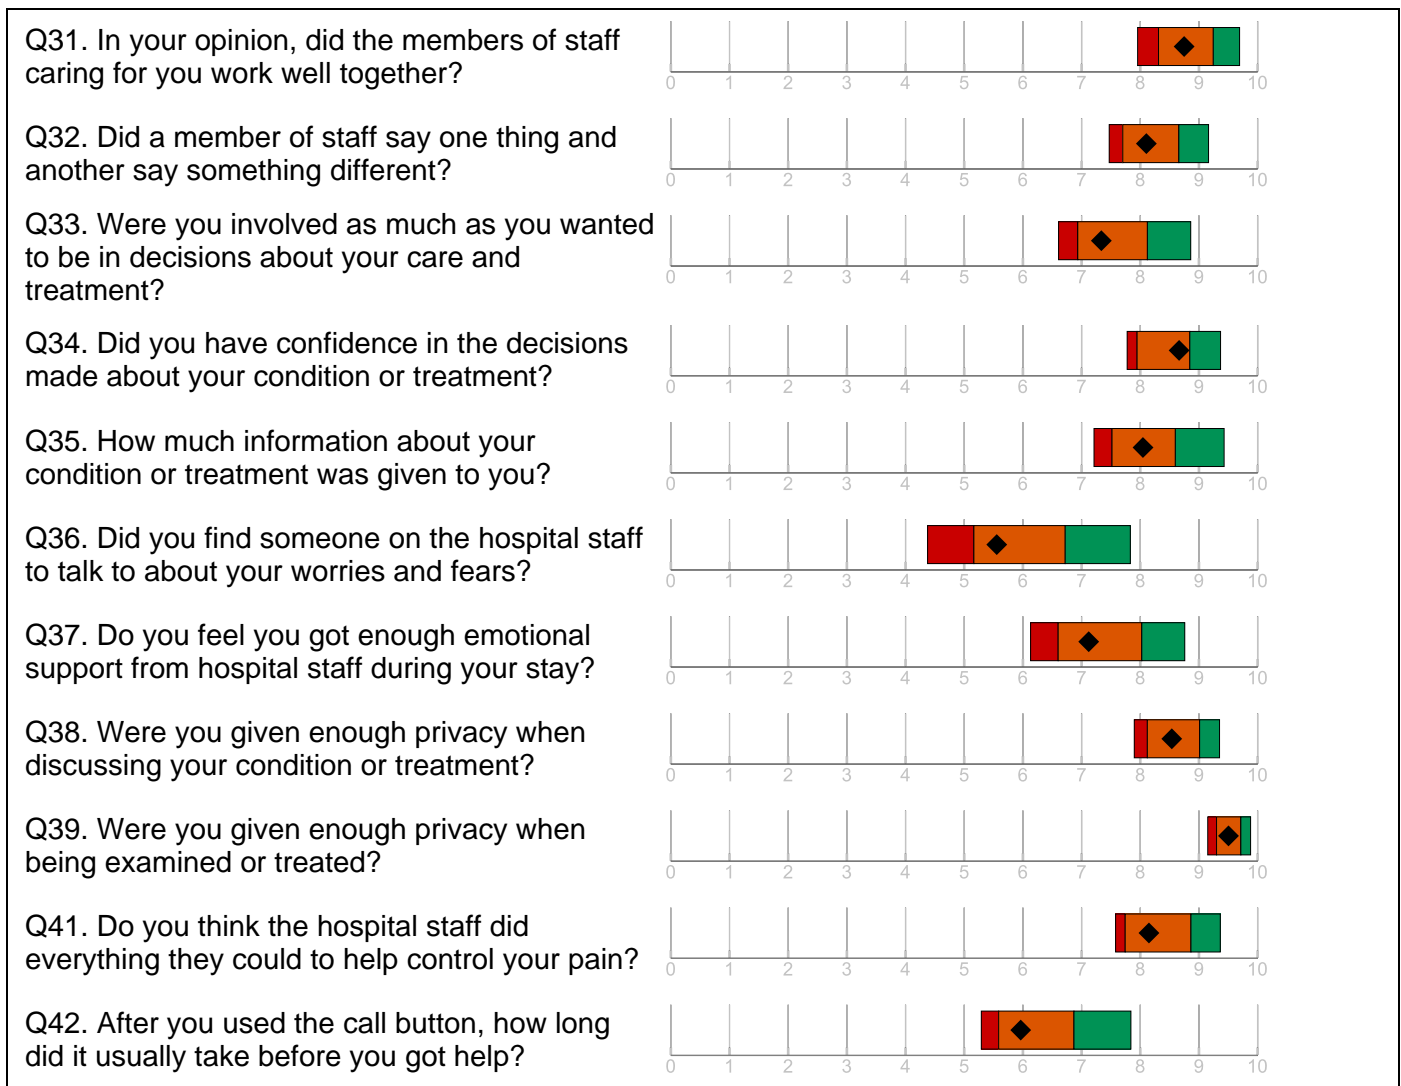 Q31. In your opinion, did the members of staff
caring for you work well together?
0 1 2 3 4 5 6 7 8 9 10
Q32. Did a member of staff say one thing and
another say something different?
0 1 2 3 4 5 6 7 8 9 10
Q33. Were you involved as much as you wanted
to be in decisions about your care and
treatment?
0 1 2 3 4 5 6 7 8 9 10
Q34. Did you have confidence in the decisions
made about your condition or treatment?
0 1 2 3 4 5 6 7 8 9 10
Q35. How much information about your
condition or treatment was given to you?
0 1 2 3 4 5 6 7 8 9 10
Q36. Did you find someone on the hospital staff
to talk to about your worries and fears?
0 1 2 3 4 5 6 7 8 9 10
Q37. Do you feel you got enough emotional
support from hospital staff during your stay?
0 1 2 3 4 5 6 7 8 9 10
Q38. Were you given enough privacy when
discussing your condition or treatment?
0 1 2 3 4 5 6 7 8 9 10
Q39. Were you given enough privacy when
being examined or treated?
0 1 2 3 4 5 6 7 8 9 10
Q41. Do you think the hospital staff did
everything they could to help control your pain?
0 1 2 3 4 5 6 7 8 9 10
Q42. After you used the call button, how long
did it usually take before you got help?
0 1 2 3 4 5 6 7 8 9 10